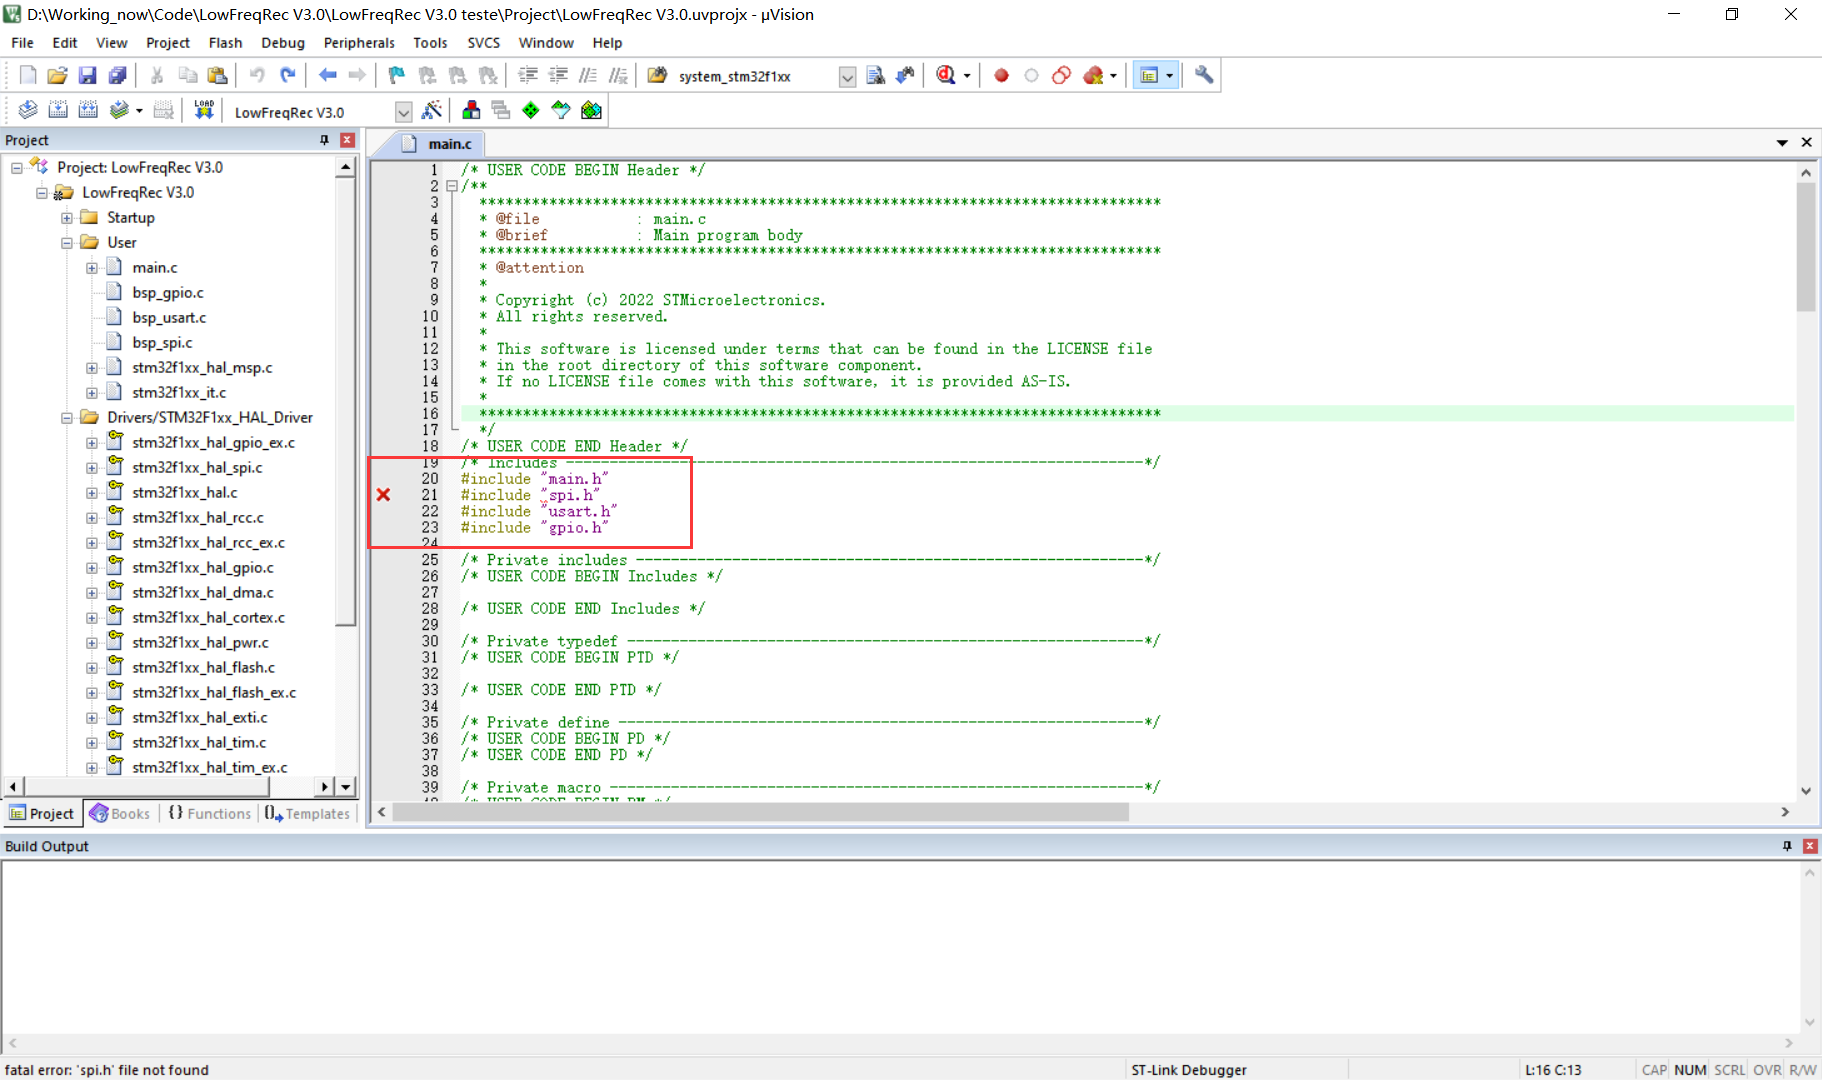 D:\Working_now\Code\LowFreqRec V3.0\LowFreqRec V3.0 teste\Project\LowFreqRec V3.0.uvprojx - µVision
File Edit View Project Flash Debug Peripherals Tools SVCS Window Help
system_stm32f1xx
LOAD LowFreqRec V3.0
Project
Project: LowFreqRec V3.0
LowFreqRec V3.0
Startup
User
main.c
bsp_gpio.c
bsp_usart.c
bsp_spi.c
stm32f1xx_hal_msp.c
stm32f1xx_it.c
Drivers/STM32F1xx_HAL_Driver
stm32f1xx_hal_gpio_ex.c
stm32f1xx_hal_spi.c
stm32f1xx_hal.c
stm32f1xx_hal_rcc.c
stm32f1xx_hal_rcc_ex.c
stm32f1xx_hal_gpio.c
stm32f1xx_hal_dma.c
stm32f1xx_hal_cortex.c
stm32f1xx_hal_pwr.c
stm32f1xx_hal_flash.c
stm32f1xx_hal_flash_ex.c
stm32f1xx_hal_exti.c
stm32f1xx_hal_tim.c
stm32f1xx_hal_tim_ex.c
Project Books {} Functions Templates
main.c
1 /* USER CODE BEGIN Header */
2 /**
3 ******************************************************************************
4 * @file : main.c
5 * @brief : Main program body
6 ******************************************************************************
7 * @attention
8 *
9 * Copyright (c) 2022 STMicroelectronics.
10 * All rights reserved.
11 *
12 * This software is licensed under terms that can be found in the LICENSE file
13 * in the root directory of this software component.
14 * If no LICENSE file comes with this software, it is provided AS-IS.
15 *
16 ******************************************************************************
17 */
18 /* USER CODE END Header */
19 /* Includes ------------------------------------------------------------------*/
20 #include "main.h"
21 #include "spi.h"
22 #include "usart.h"
23 #include "gpio.h"
24
25 /* Private includes ----------------------------------------------------------*/
26 /* USER CODE BEGIN Includes */
27
28 /* USER CODE END Includes */
29
30 /* Private typedef -----------------------------------------------------------*/
31 /* USER CODE BEGIN PTD */
32
33 /* USER CODE END PTD */
34
35 /* Private define ------------------------------------------------------------*/
36 /* USER CODE BEGIN PD */
37 /* USER CODE END PD */
38
39 /* Private macro -------------------------------------------------------------*/
40 /* USER CODE BEGIN PM */
Build Output
fatal error: 'spi.h' file not found ST-Link Debugger L:16 C:13 CAP NUM SCRL OVR R/W